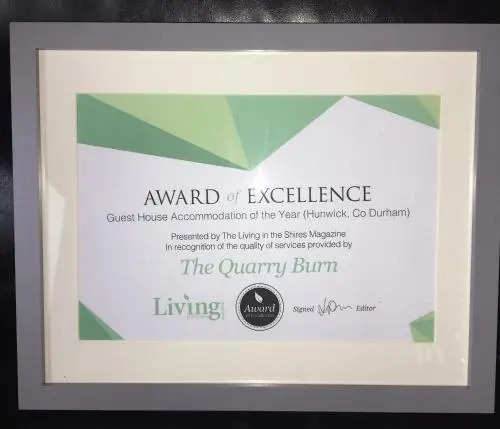 AWARD of EXCELLENCE
Guest House Accommodation of the Year (Hunwick, Co Durham)
Presented by The Living in the Shires Magazine
In recognition of the quality of services provided by
The Quarry Burn
Living
Award
Signed Editor